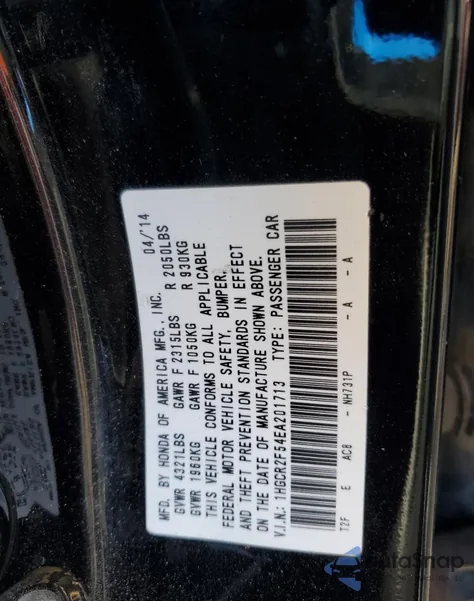 MFD. BY HONDA OF AMERICA MFG., INC. 04/'14
GVWR 4321LBS GAWR F 2315LBS R 2050LBS
GVWR 1960KG GAWR F 1050KG R 930KG
THIS VEHICLE CONFORMS TO ALL APPLICABLE
FEDERAL MOTOR VEHICLE SAFETY, BUMPER,
AND THEFT PREVENTION STANDARDS IN EFFECT
ON THE DATE OF MANUFACTURE SHOWN ABOVE.
V.I.N.: 1HGCR2F54EA201713 TYPE: PASSENGER CAR
T2F E AC6 - NH731P - A - A
AutoSnap